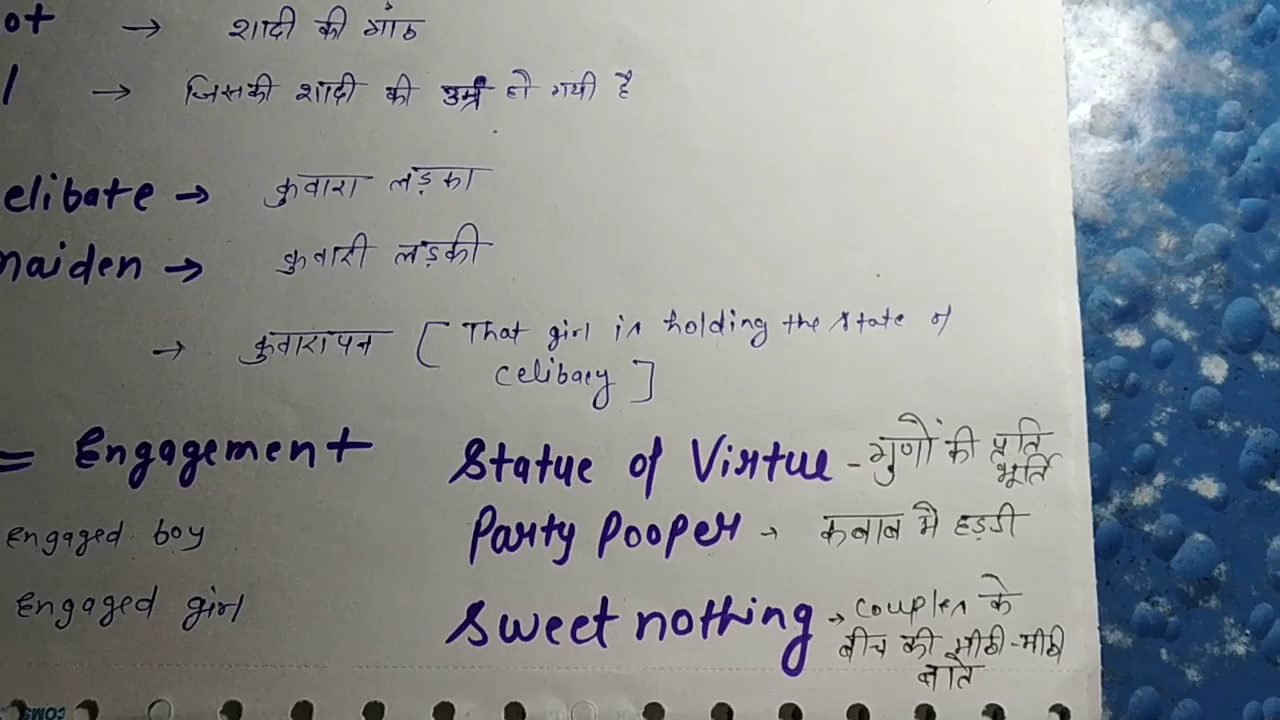 ot → शादी की गांठ
l → जिसकी शादी की उम्र हो गयी है
elibate → कुवारा लड़का
maiden → कुवारी लड़की
→ कुवारापन [ That girl is holding the state of
celibacy ]
= Engagement Statue of Virtue - गुणों की प्रति
मूर्ति
engaged boy Party Pooper → कबाब मे हड़डी
Engaged girl Sweet nothing → couples के
बीच की मीठी-मीठी
बाते